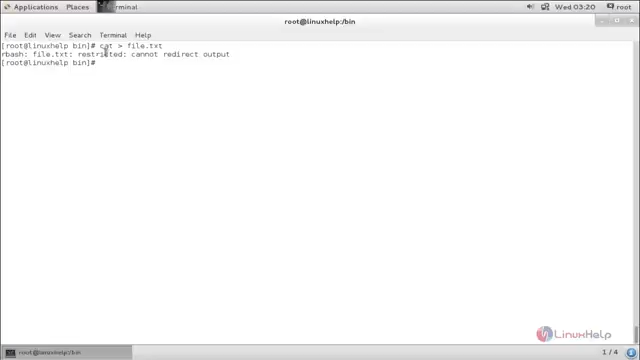 Applications Places Terminal Wed 03:20 root
root@linuxhelp:/bin
File Edit View Search Terminal Help
[root@linuxhelp bin]# cat > file.txt
rbash: file.txt: restricted: cannot redirect output
[root@linuxhelp bin]#
LinuxHelp
root@linuxhelp:/bin 1 / 4